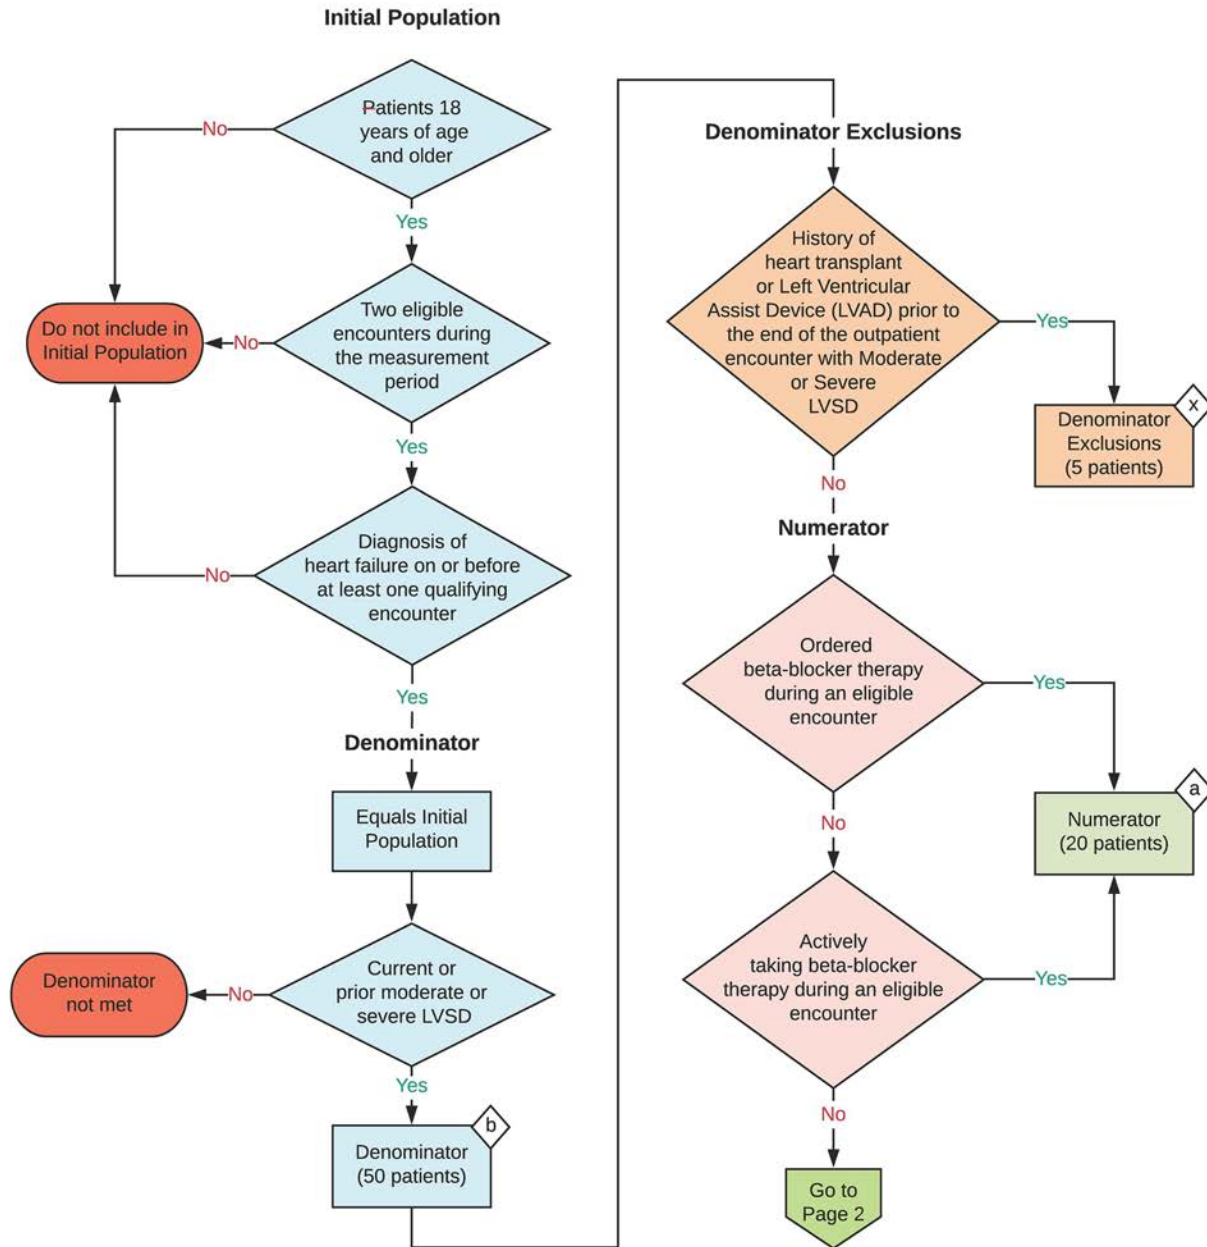 Initial Population
Patients 18
years of age
and older
No
Yes
Two eligible
encounters during
the measurement
period
No
Do not include in
Initial Population
Yes
Diagnosis of
heart failure on or before
at least one qualifying
encounter
No
Yes
Denominator
Equals Initial
Population
Current or
prior moderate or
severe LVSD
No
Denominator
not met
Yes
b
Denominator
(50 patients)
Denominator Exclusions
History of
heart transplant
or Left Ventricular
Assist Device (LVAD) prior to
the end of the outpatient
encounter with Moderate
or Severe
LVSD
Yes
x
Denominator
Exclusions
(5 patients)
No
Numerator
Ordered
beta-blocker therapy
during an eligible
encounter
Yes
a
Numerator
(20 patients)
No
Actively
taking beta-blocker
therapy during an eligible
encounter
Yes
No
Go to
Page 2